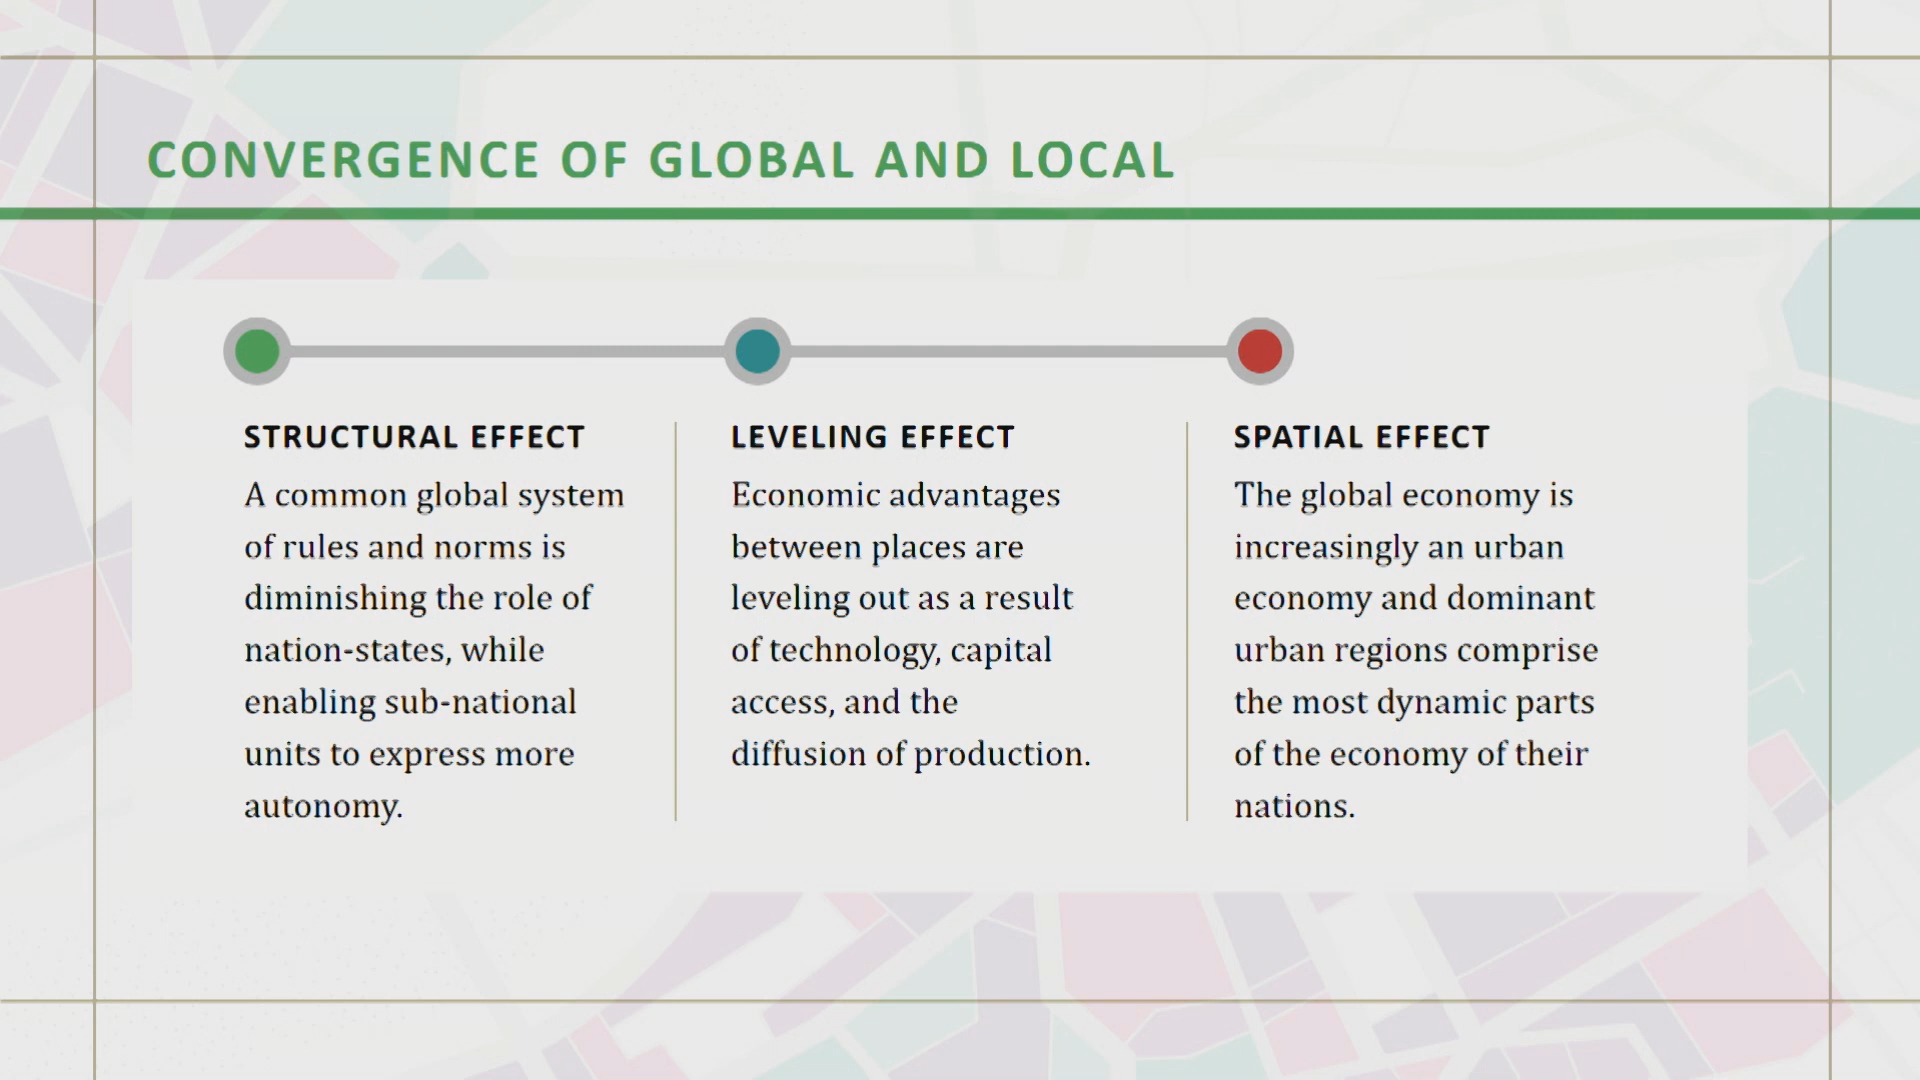 CONVERGENCE OF GLOBAL AND LOCAL
STRUCTURAL EFFECT
A common global system
of rules and norms is
diminishing the role of
nation-states, while
enabling sub-national
units to express more
autonomy.
LEVELING EFFECT
Economic advantages
between places are
leveling out as a result
of technology, capital
access, and the
diffusion of production.
SPATIAL EFFECT
The global economy is
increasingly an urban
economy and dominant
urban regions comprise
the most dynamic parts
of the economy of their
nations.